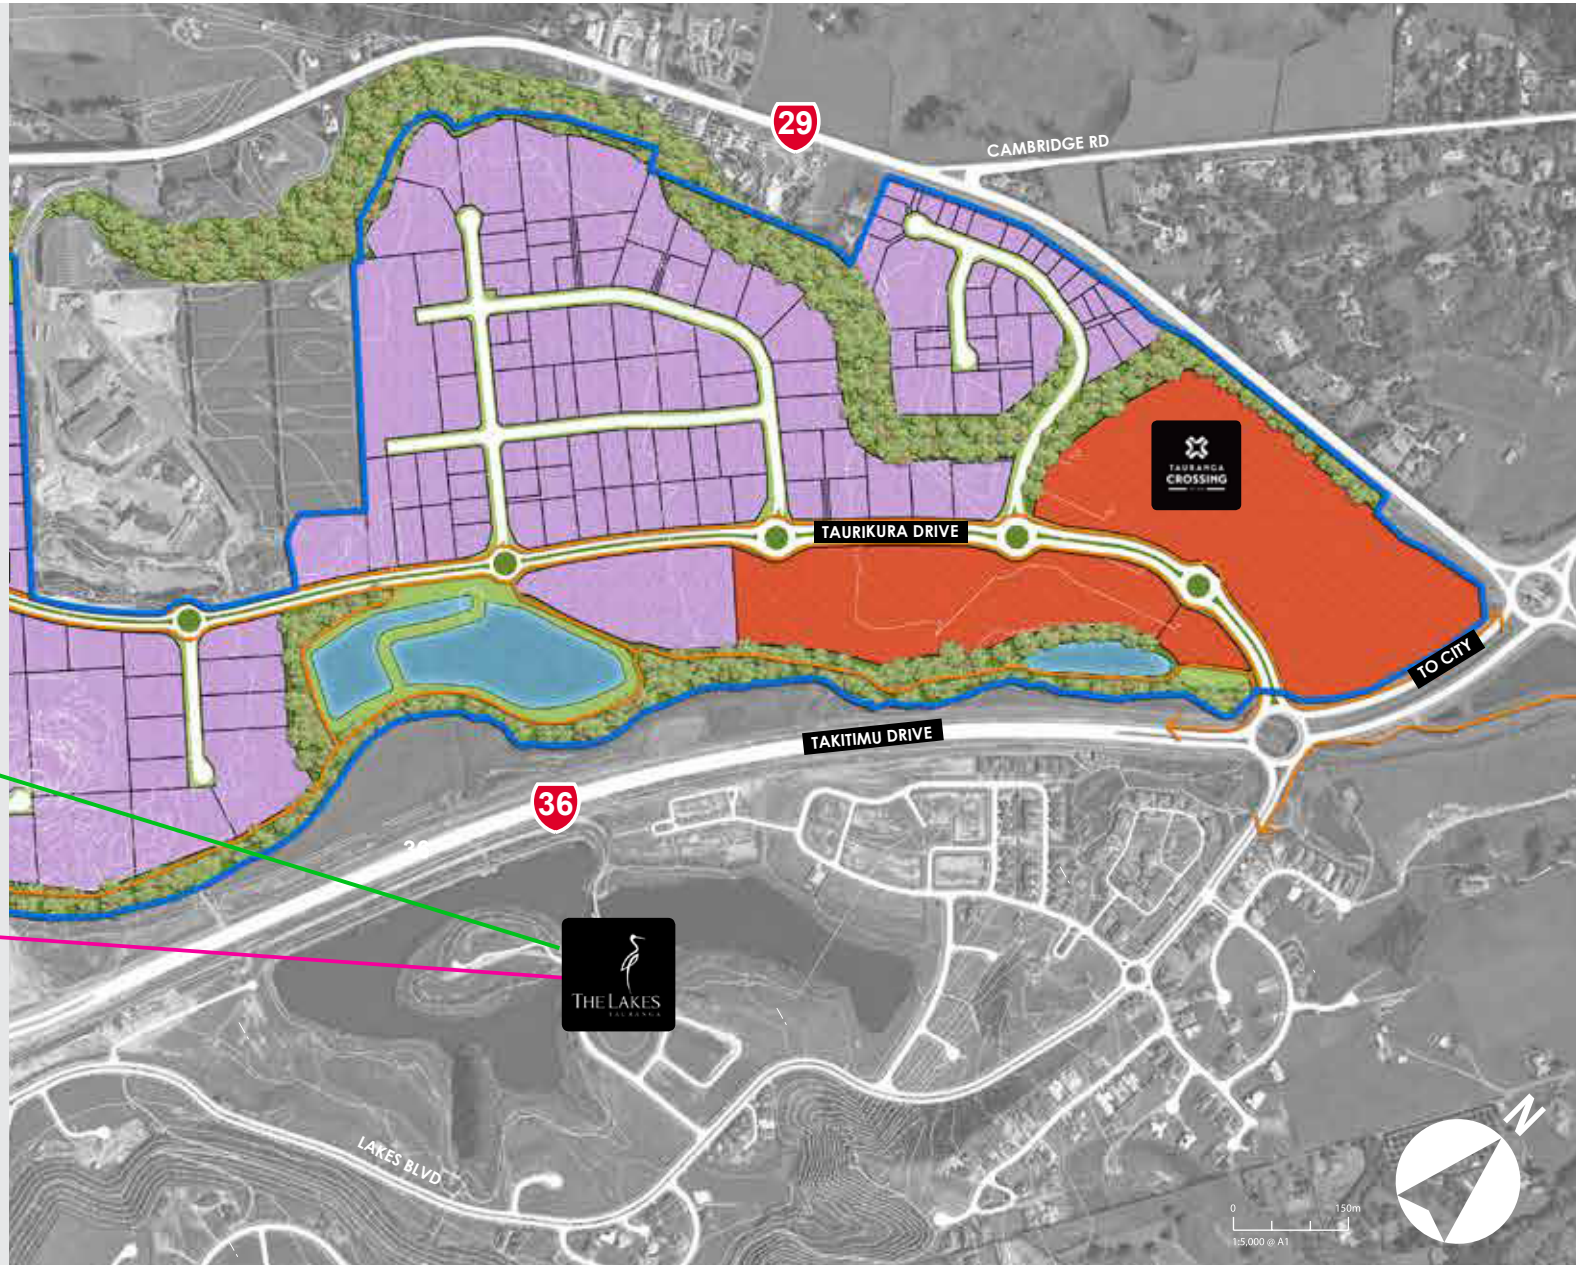 29
CAMBRIDGE RD
TAURANGA
CROSSING
TAURIKURA DRIVE
TO CITY
TAKITIMU DRIVE
36
THE LAKES
TAURANGA
LAKES BLVD
N
0 150m
1:5,000 @ A1